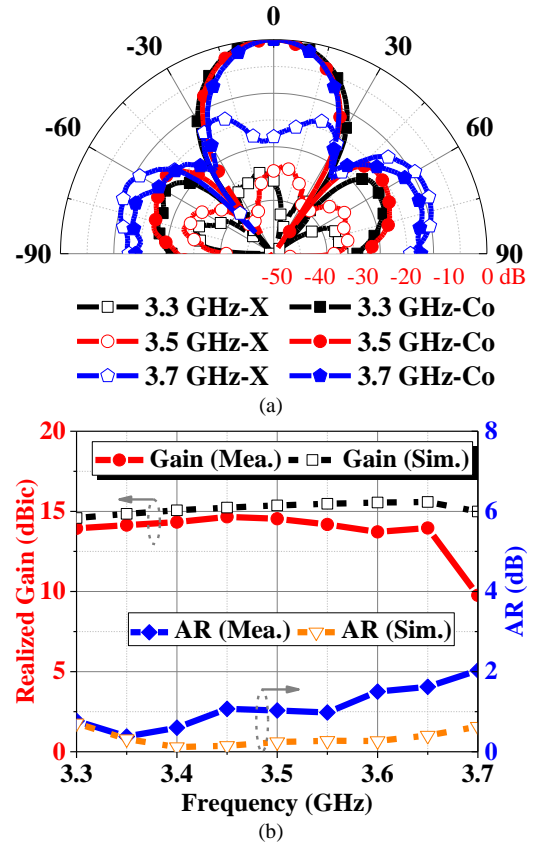 0
-30 30
-60 60
-90 90
-50 -40 -30 -20 -10 0 dB
3.3 GHz-X 3.3 GHz-Co
3.5 GHz-X 3.5 GHz-Co
3.7 GHz-X 3.7 GHz-Co
(a)
20 8
Gain (Mea.) Gain (Sim.)
15 6
Realized Gain (dBic)
AR (dB)
10 4
AR (Mea.) AR (Sim.)
5 2
0 0
3.3 3.4 3.5 3.6 3.7
Frequency (GHz)
(b)